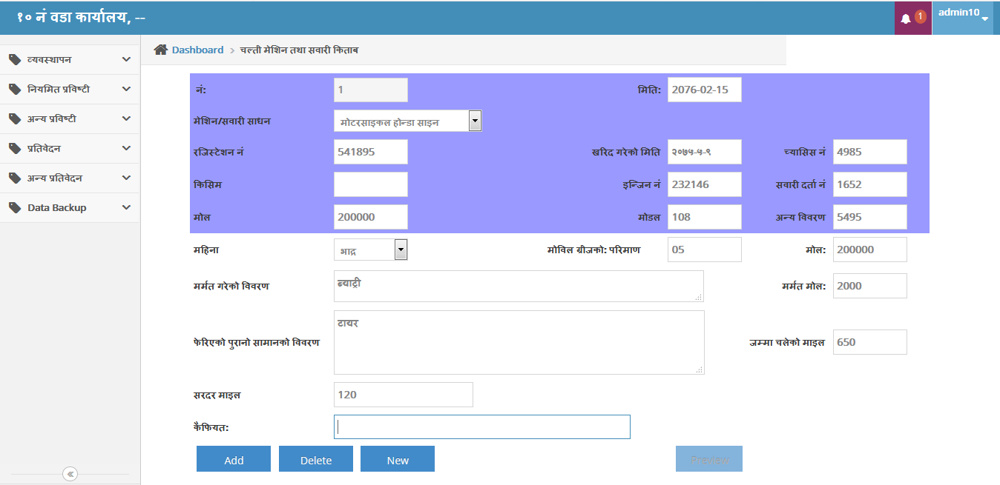 १० नं वडा कार्यालय, --
1
admin10
Dashboard > चल्ती मेशिन तथा सवारी किताब
व्यवस्थापन
नियमित प्रविष्टी
अन्य प्रविष्टी
प्रतिवेदन
अन्य प्रतिवेदन
Data Backup
नं: 1 मिति: 2076-02-15
मेशिन/सवारी साधन मोटरसाइकल होन्डा साइन
रजिस्टेशन नं 541895 खरिद गरेको मिति २०७५-५-९ च्यासिस नं 4985
किसिम इन्जिन नं 232146 सवारी दर्ता नं 1652
मोल 200000 मोडल 108 अन्य विवरण 5495
महिना भाद्र मोविल ग्रीजको: परिमाण 05 मोल: 200000
मर्मत गरेको विवरण ब्याट्री मर्मत मोल: 2000
फेरिएको पुरानो सामानको विवरण टायर जम्मा चलेको माइल 650
सरदर माइल 120
कैफियत:
Add Delete New Preview